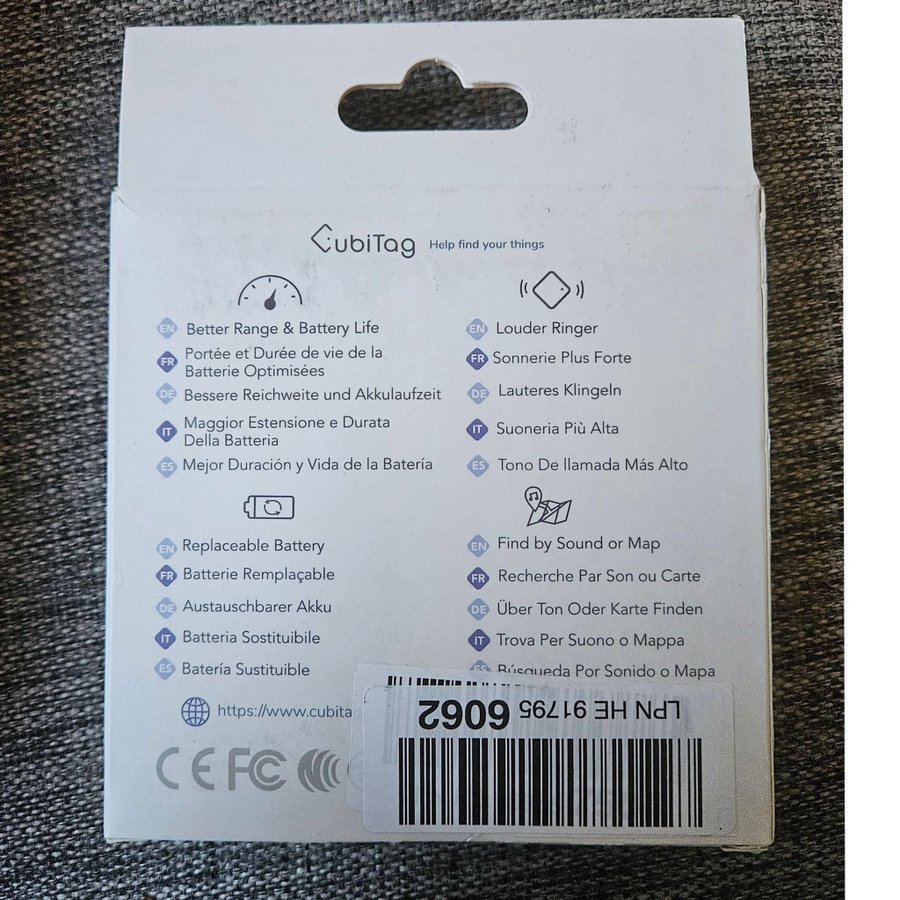 CubiTag Help find your things
EN Better Range & Battery Life
FR Portée et Durée de vie de la
Batterie Optimisées
DE Bessere Reichweite und Akkulaufzeit
IT Maggior Estensione e Durata
Della Batteria
ES Mejor Duración y Vida de la Batería
EN Louder Ringer
FR Sonnerie Plus Forte
DE Lauteres Klingeln
IT Suoneria Più Alta
ES Tono De llamada Más Alto
EN Replaceable Battery
FR Batterie Remplaçable
DE Austauschbarer Akku
IT Batteria Sostituibile
ES Batería Sustituible
EN Find by Sound or Map
FR Recherche Par Son ou Carte
DE Über Ton Oder Karte Finden
IT Trova Per Suono o Mappa
ES Búsqueda Por Sonido o Mapa
https://www.cubita
CE FC
LPN HE 91795 6062